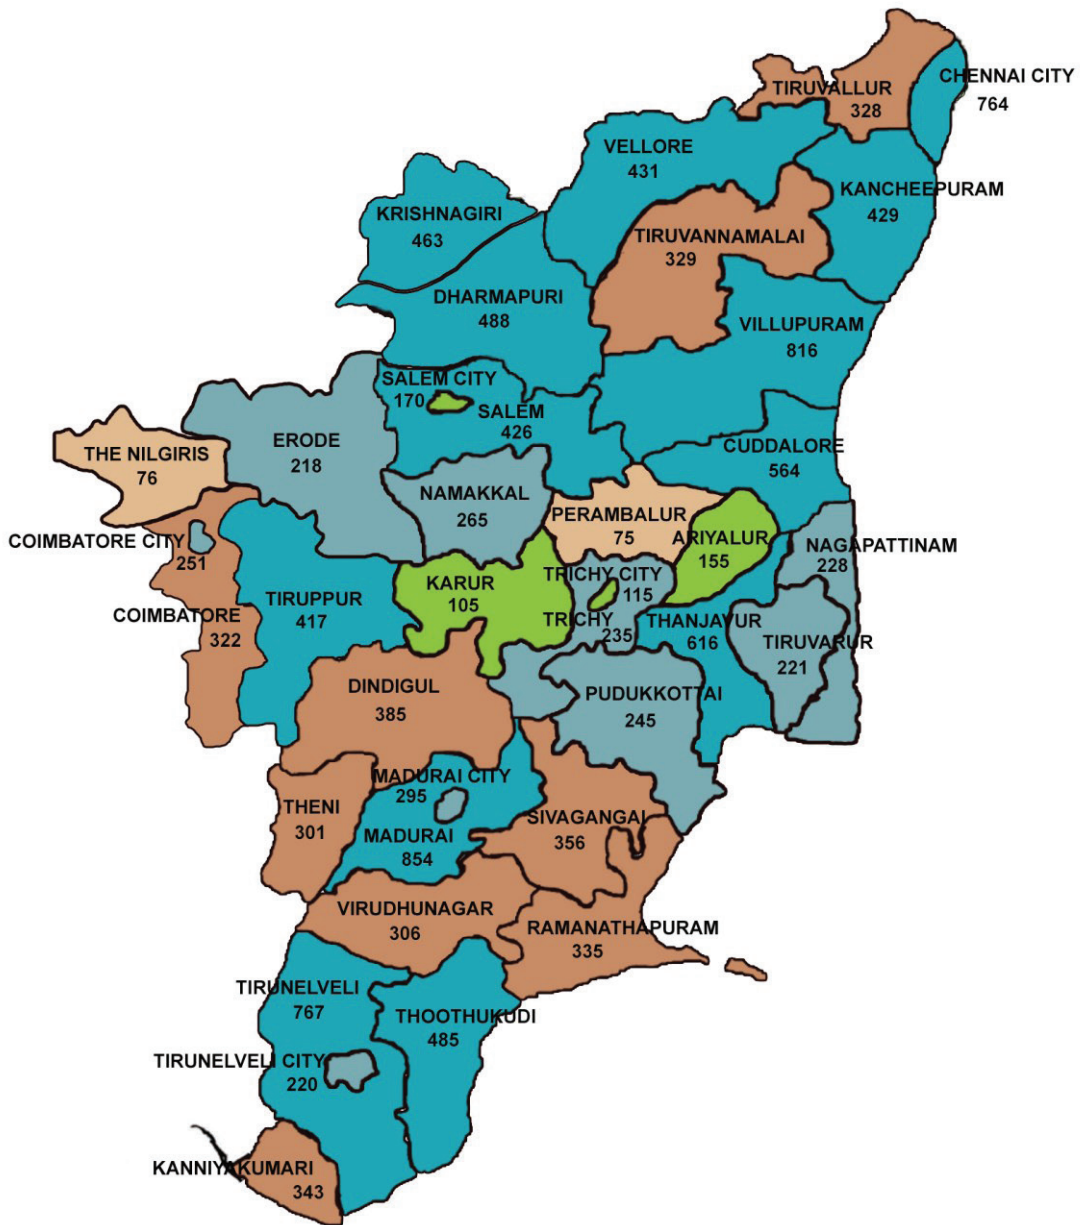 CHENNAI CITY
764
TIRUVALLUR
328
VELLORE
431
KANCHEEPURAM
429
KRISHNAGIRI
463
TIRUVANNAMALAI
329
DHARMAPURI
488
VILLUPURAM
816
SALEM CITY
170
SALEM
426
ERODE
218
THE NILGIRIS
76
CUDDALORE
564
NAMAKKAL
265
PERAMBALUR
75
ARIYALUR
155
COIMBATORE CITY
251
NAGAPATTINAM
228
TRICHY CITY
115
KARUR
105
TIRUPPUR
417
COIMBATORE
322
TRICHY
235
THANJAVUR
616
TIRUVARUR
221
DINDIGUL
385
PUDUKKOTTAI
245
MADURAI CITY
295
THENI
301
MADURAI
854
SIVAGANGAI
356
VIRUDHUNAGAR
306
RAMANATHAPURAM
335
TIRUNELVELI
767
THOOTHUKUDI
485
TIRUNELVELI CITY
220
KANNIYAKUMARI
343